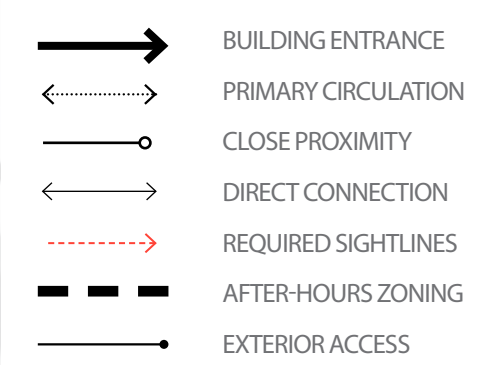 BUILDING ENTRANCE
PRIMARY CIRCULATION
CLOSE PROXIMITY
DIRECT CONNECTION
REQUIRED SIGHTLINES
AFTER-HOURS ZONING
EXTERIOR ACCESS